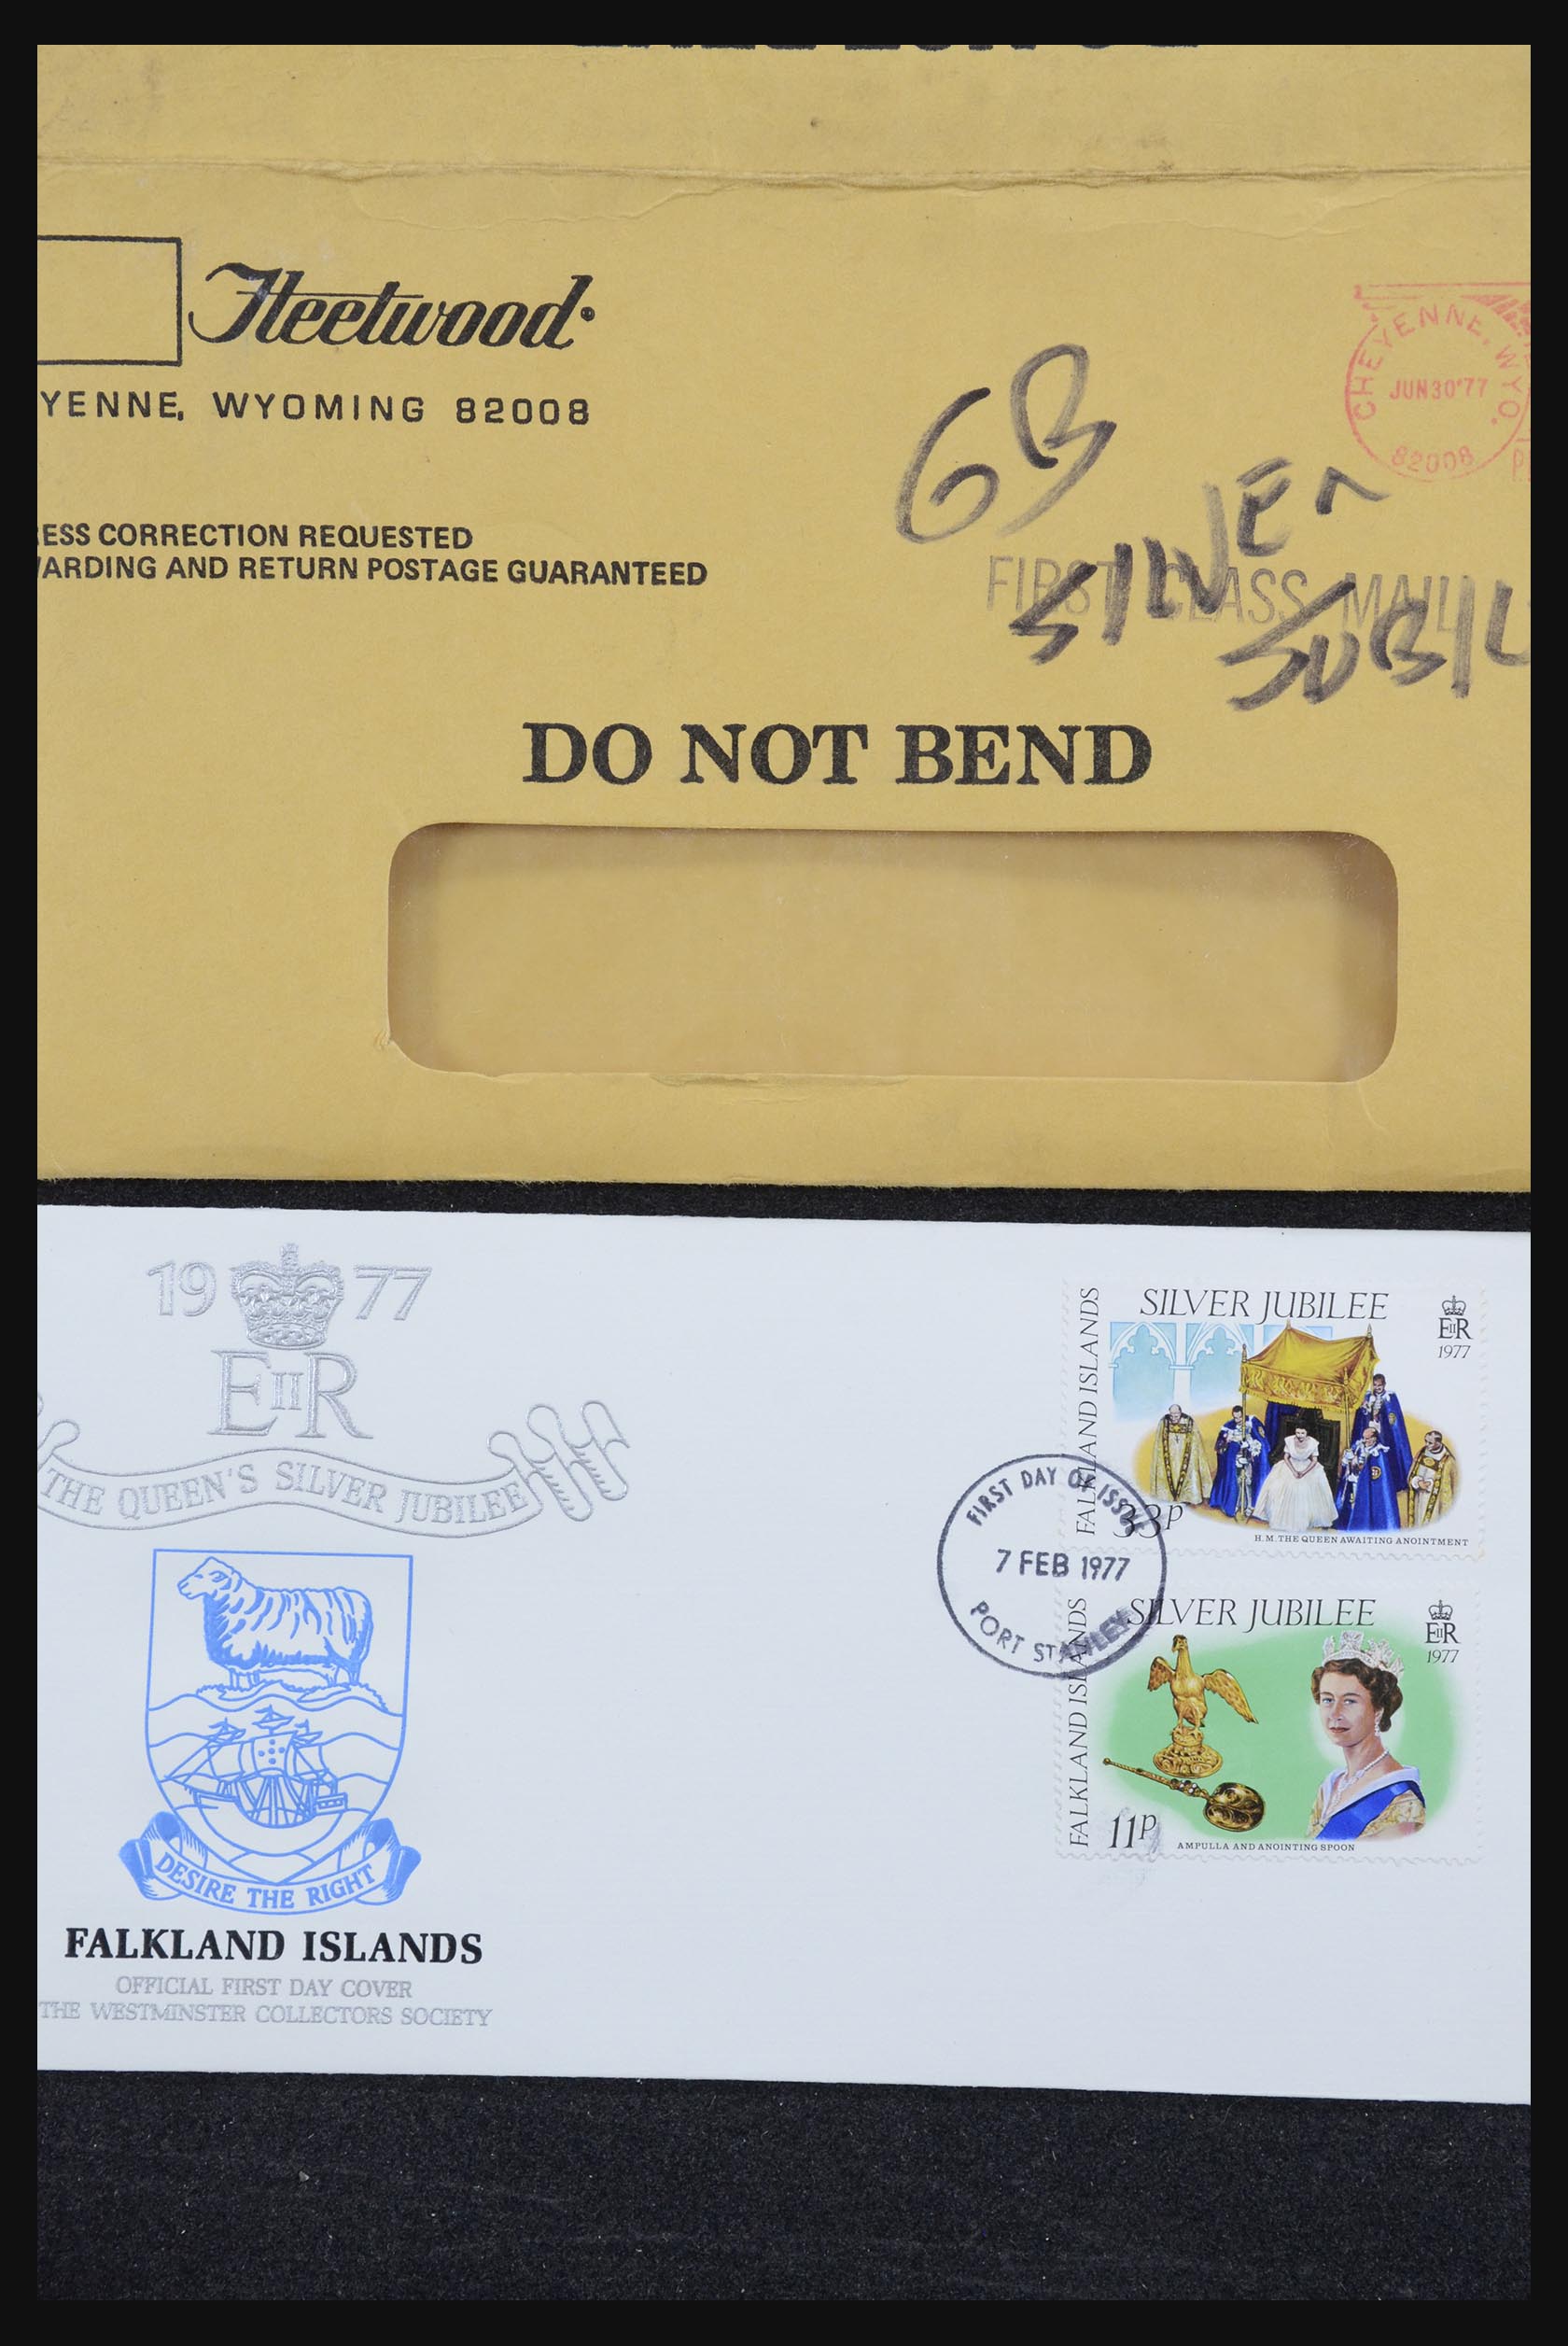 Fleetwood
YENNE, WYOMING 82008
CHEYENNE, WYO.
JUN 30'77
82008
GB
SILVER
JUBIL
RESS CORRECTION REQUESTED
WARDING AND RETURN POSTAGE GUARANTEED
FIRST CLASS MAIL
DO NOT BEND
1977
EIIR
THE QUEEN'S SILVER JUBILEE
DESIRE THE RIGHT
FALKLAND ISLANDS
OFFICIAL FIRST DAY COVER
THE WESTMINSTER COLLECTORS SOCIETY
FIRST DAY OF ISSUE
7 FEB 1977
PORT STANLEY
SILVER JUBILEE
EIIR
1977
FALKLAND ISLANDS
33P
H.M. THE QUEEN AWAITING ANOINTMENT
SILVER JUBILEE
EIIR
1977
FALKLAND ISLANDS
11P
AMPULLA AND ANOINTING SPOON